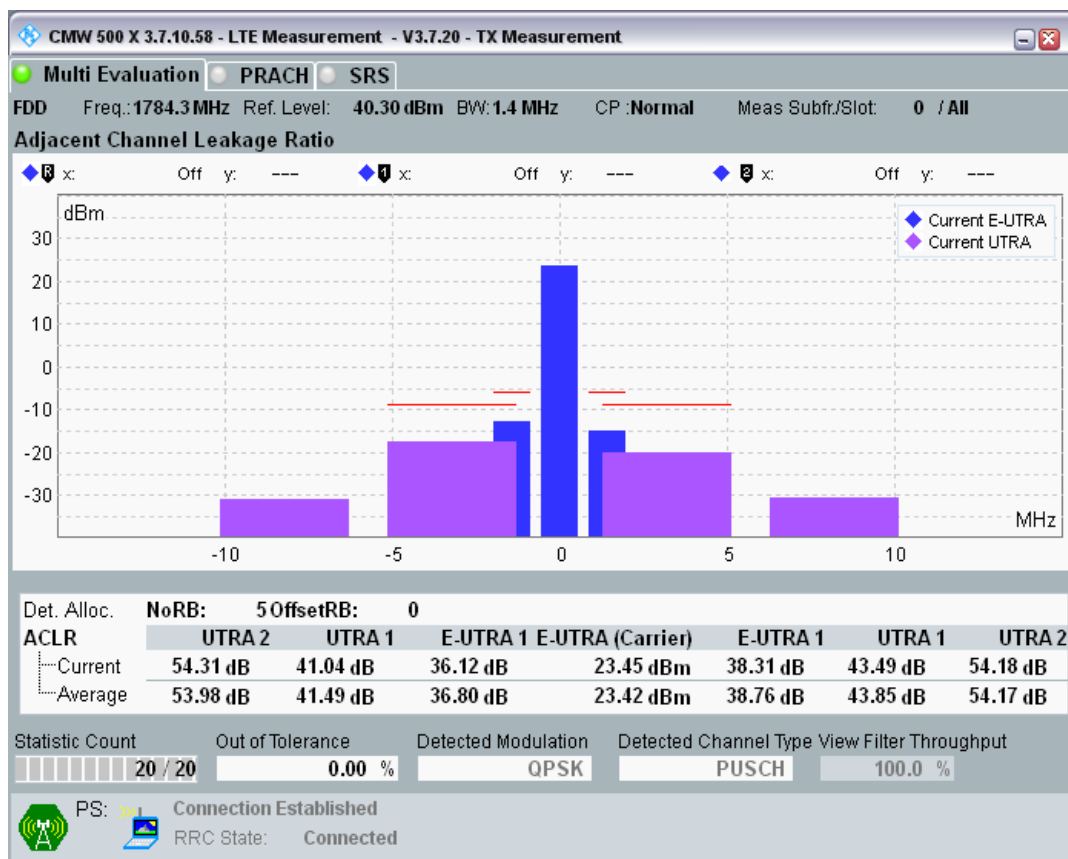 CMW 500 X 3.7.10.58 - LTE Measurement - V3.7.20 - TX Measurement
Multi Evaluation PRACH SRS
FDD Freq.: 1784.3 MHz Ref. Level: 40.30 dBm BW: 1.4 MHz CP :Normal Meas Subfr./Slot: 0 / All
Adjacent Channel Leakage Ratio
R x: Off y: --- 1 x: Off y: --- 2 x: Off y: ---
dBm
Current E-UTRA
Current UTRA
30
20
10
0
-10
-20
-30
MHz
-10 -5 0 5 10
Det. Alloc. NoRB: 5 OffsetRB: 0
ACLR UTRA 2 UTRA 1 E-UTRA 1 E-UTRA (Carrier) E-UTRA 1 UTRA 1 UTRA 2
Current 54.31 dB 41.04 dB 36.12 dB 23.45 dBm 38.31 dB 43.49 dB 54.18 dB
Average 53.98 dB 41.49 dB 36.80 dB 23.42 dBm 38.76 dB 43.85 dB 54.17 dB
Statistic Count Out of Tolerance Detected Modulation Detected Channel Type View Filter Throughput
20 / 20 0.00 % QPSK PUSCH 100.0 %
PS: Connection Established
RRC State: Connected